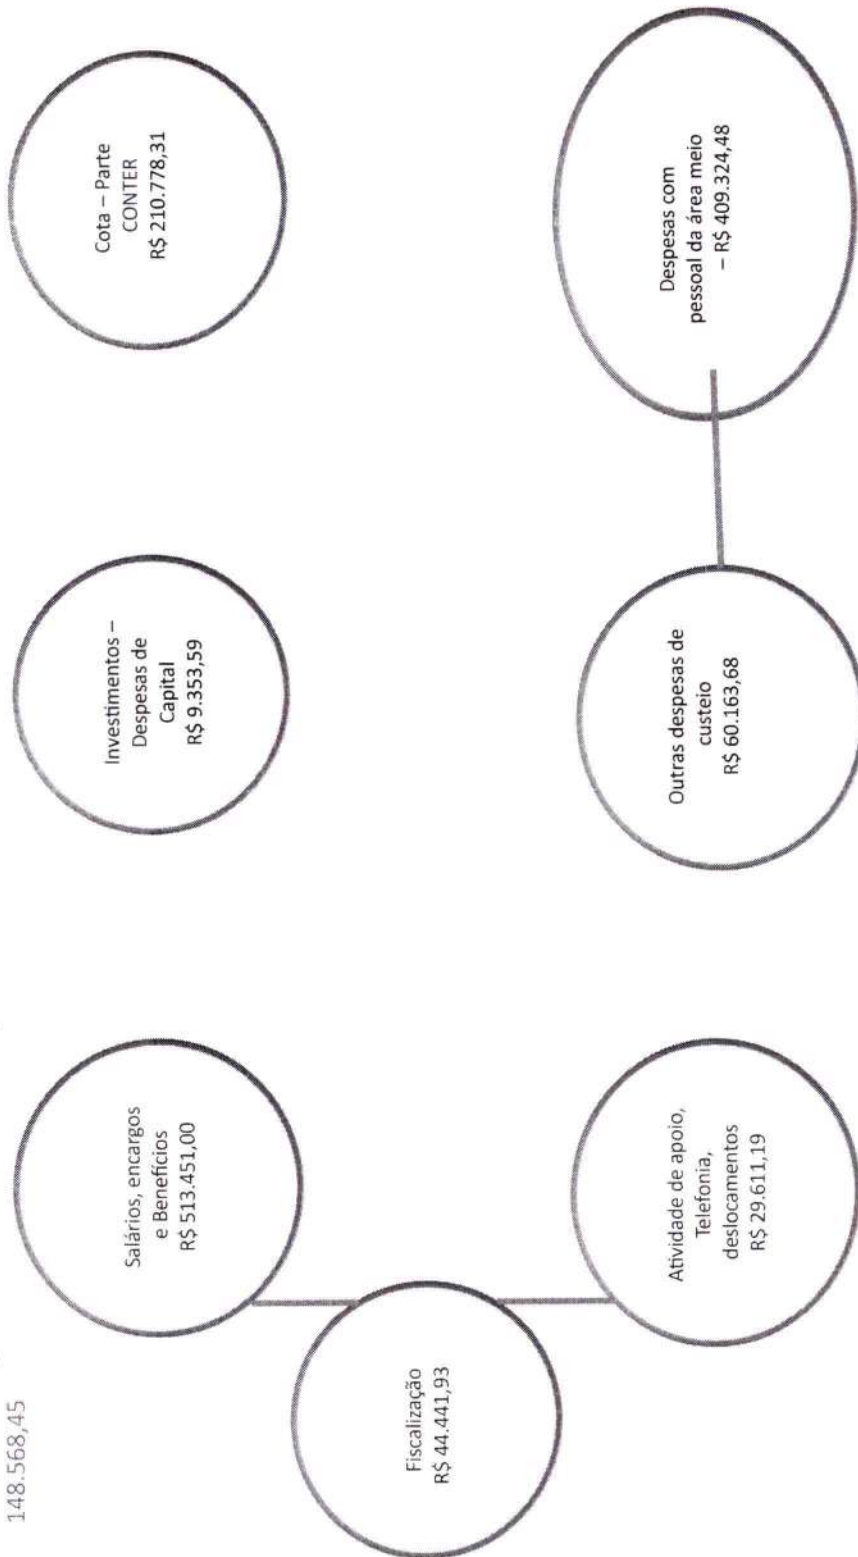 148.568,45
Salários, encargos
e Benefícios
R$ 513.451,00
Investimentos –
Despesas de
Capital
R$ 9.353,59
Cota – Parte
CONTER
R$ 210.778,31
Fiscalização
R$ 44.441,93
Atividade de apoio,
Telefonia,
deslocamentos
R$ 29.611,19
Outras despesas de
custeio
R$ 60.163,68
Despesas com
pessoal da área meio
– R$ 409.324,48